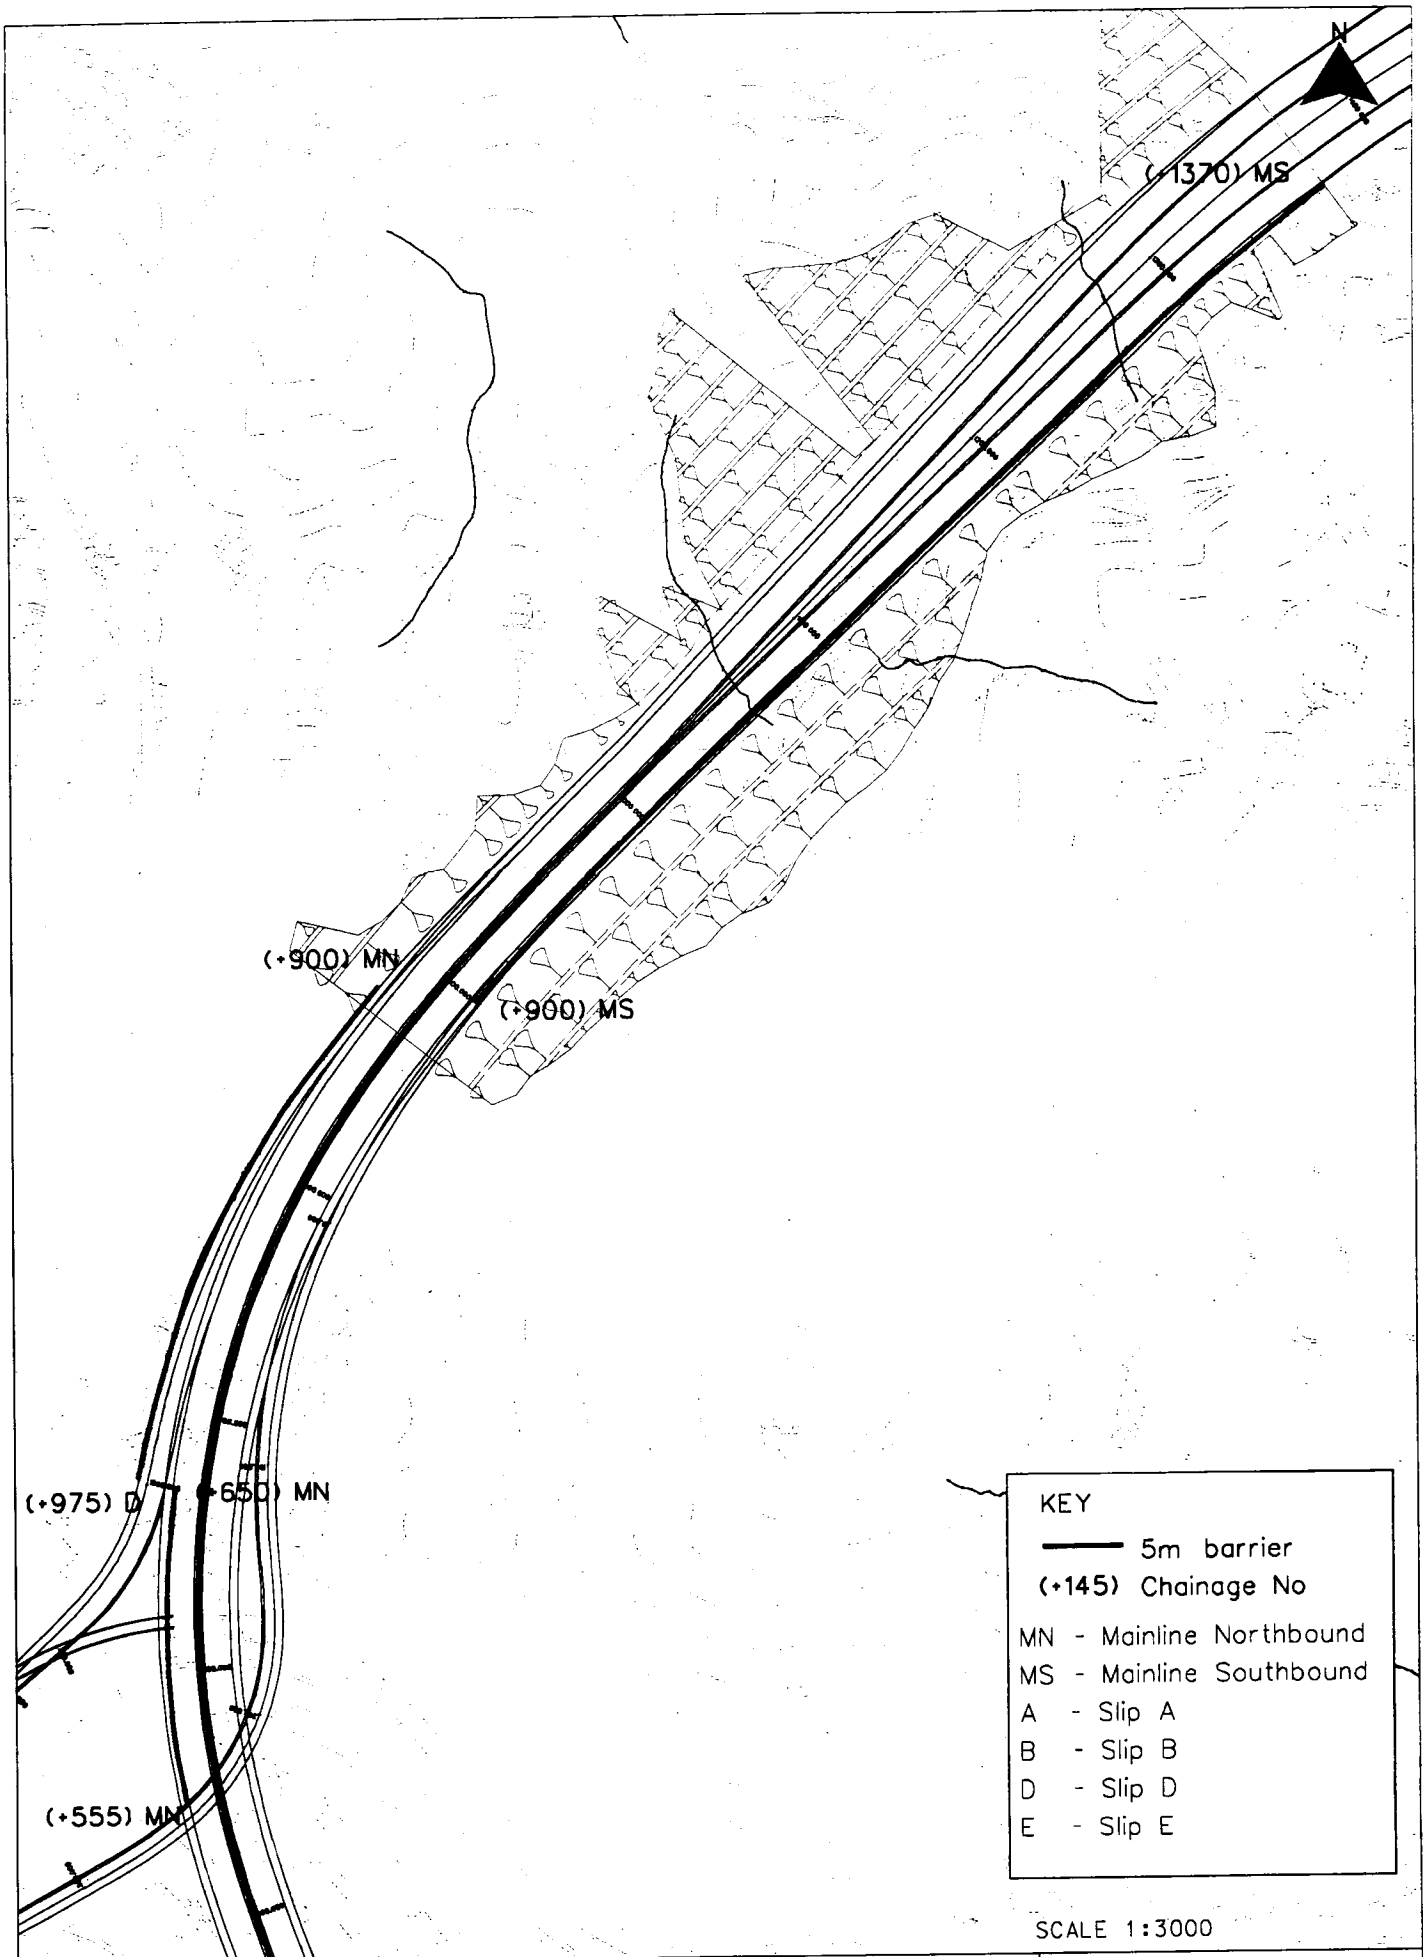 N
(+1370) MS
(+900) MN
(+900) MS
(+975) D
(+650) MN
(+555) MN
KEY
5m barrier
(+145) Chainage No
MN - Mainline Northbound
MS - Mainline Southbound
A - Slip A
B - Slip B
D - Slip D
E - Slip E
SCALE 1:3000